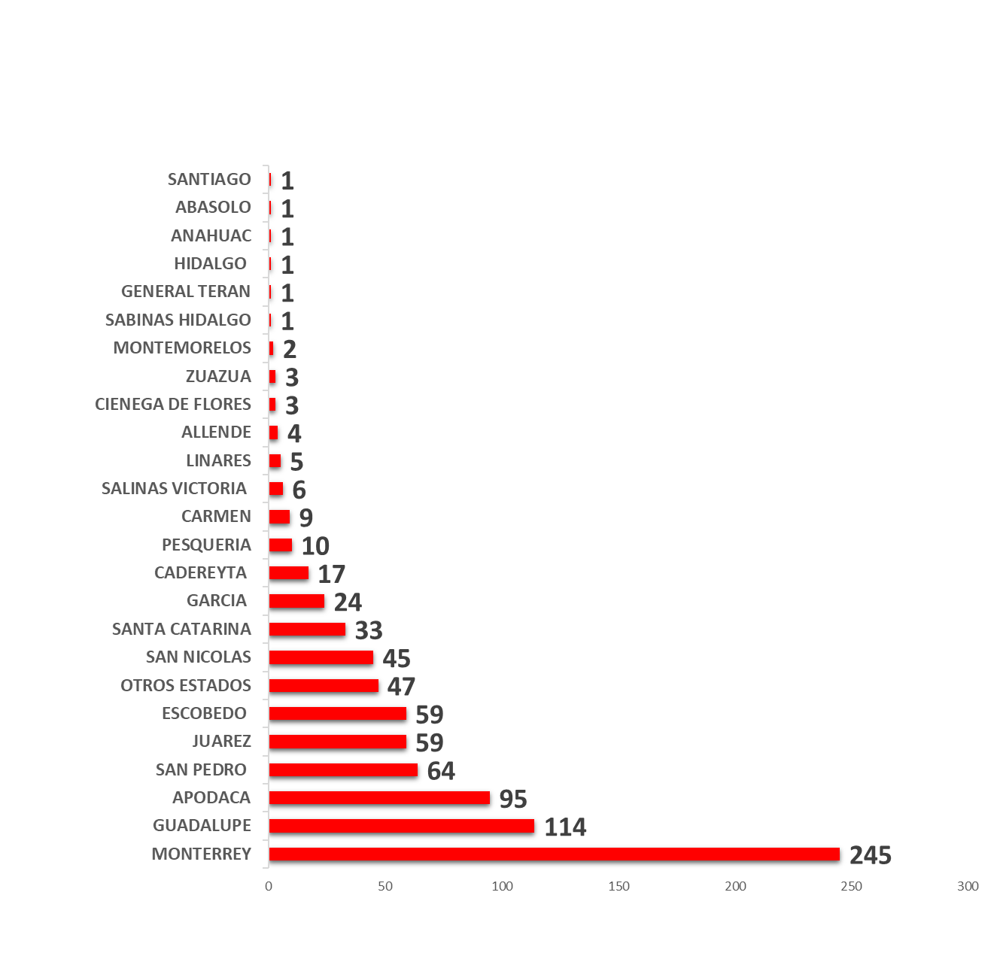 SANTIAGO 1
ABASOLO 1
ANAHUAC 1
HIDALGO 1
GENERAL TERAN 1
SABINAS HIDALGO 1
MONTEMORELOS 2
ZUAZUA 3
CIENEGA DE FLORES 3
ALLENDE 4
LINARES 5
SALINAS VICTORIA 6
CARMEN 9
PESQUERIA 10
CADEREYTA 17
GARCIA 24
SANTA CATARINA 33
SAN NICOLAS 45
OTROS ESTADOS 47
ESCOBEDO 59
JUAREZ 59
SAN PEDRO 64
APODACA 95
GUADALUPE 114
MONTERREY 245
0 50 100 150 200 250 300